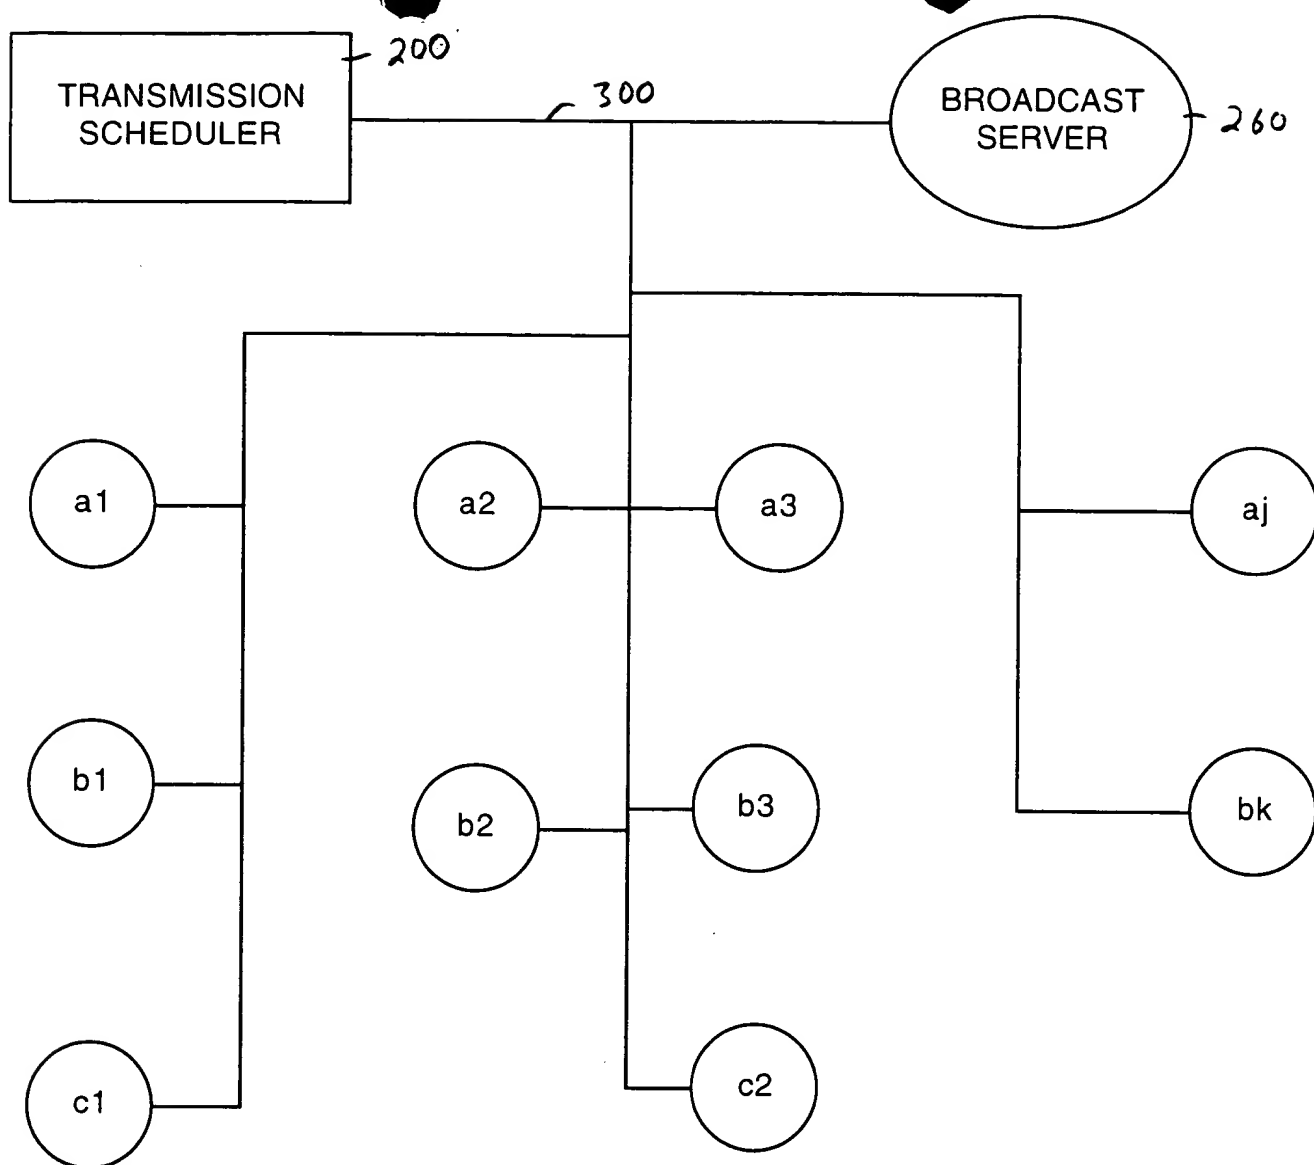 TRANSMISSION
SCHEDULER
200
300
BROADCAST
SERVER
260
a1
a2
a3
aj
b1
b2
b3
bk
c1
c2